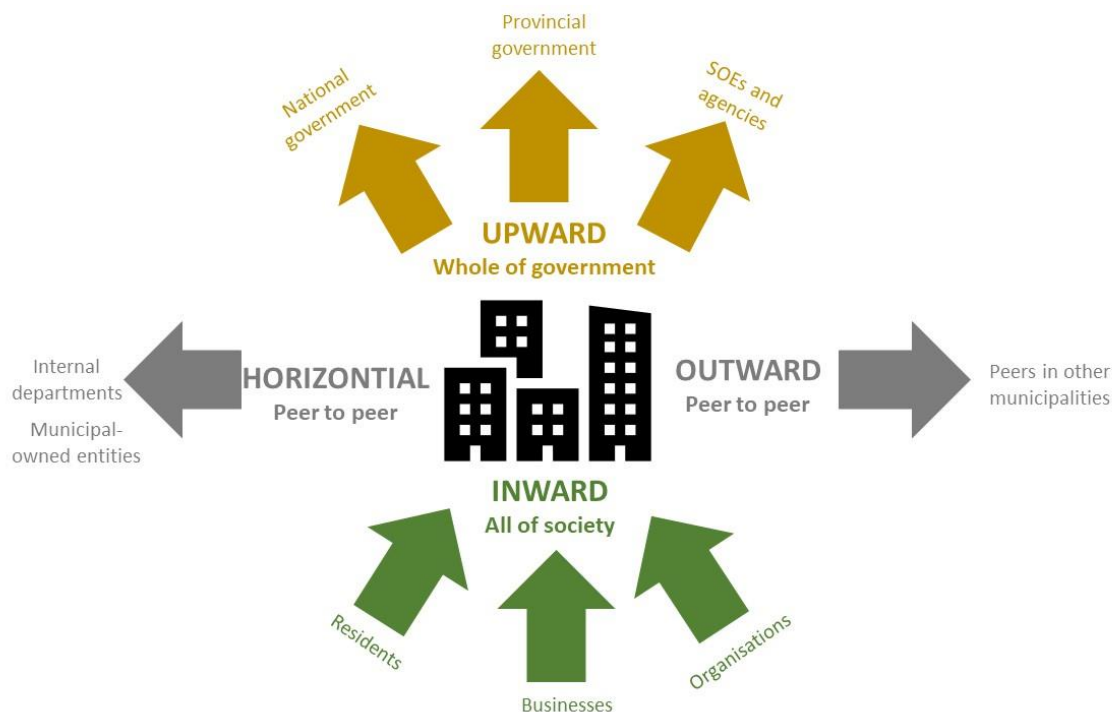 Provincial
government
National
government
SOEs and
agencies
UPWARD
Whole of government
Internal
departments
Municipal-
owned entities
HORIZONTIAL
Peer to peer
OUTWARD
Peer to peer
Peers in other
municipalities
INWARD
All of society
Residents
Businesses
Organisations